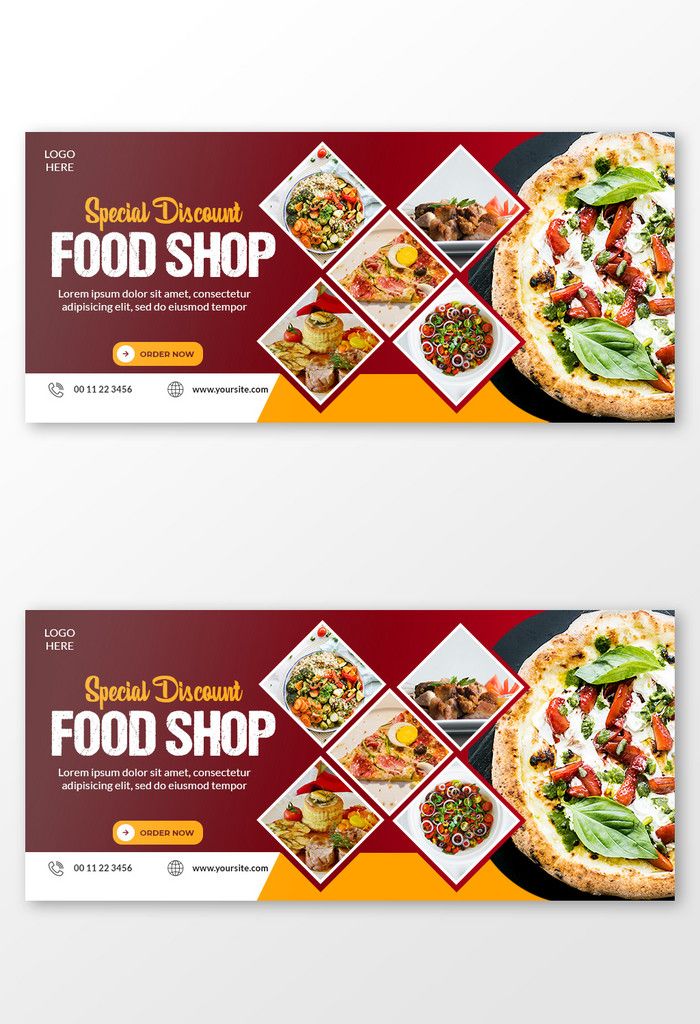 LOGO
HERE
Special Discount
FOOD SHOP
Lorem ipsum dolor sit amet, consectetur
adipisicing elit, sed do eiusmod tempor
ORDER NOW
00 11 22 3456
www.yoursite.com
LOGO
HERE
Special Discount
FOOD SHOP
Lorem ipsum dolor sit amet, consectetur
adipisicing elit, sed do eiusmod tempor
ORDER NOW
00 11 22 3456
www.yoursite.com